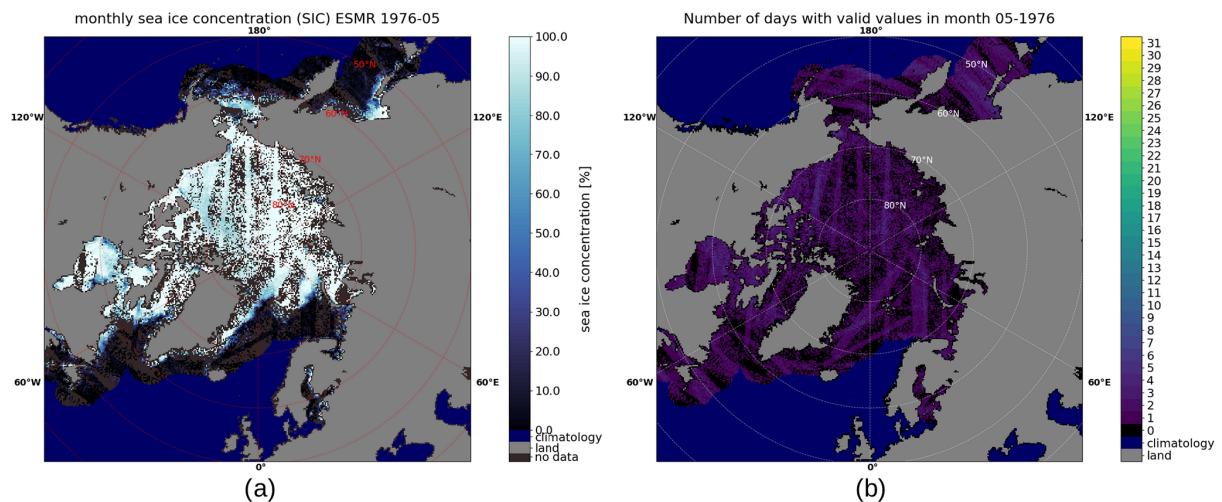 monthly sea ice concentration (SIC) ESMR 1976-05
180°
50°N
60°N
70°N
80°N
120°W
120°E
60°W
60°E
0°
100.0
90.0
80.0
70.0
60.0
50.0
40.0
30.0
20.0
10.0
0.0
climatology
land
no data
sea ice concentration [%]
(a)
Number of days with valid values in month 05-1976
180°
50°N
60°N
70°N
80°N
120°W
120°E
60°W
60°E
0°
31
30
29
28
27
26
25
24
23
22
21
20
19
18
17
16
15
14
13
12
11
10
9
8
7
6
5
4
3
2
1
0
climatology
land
(b)